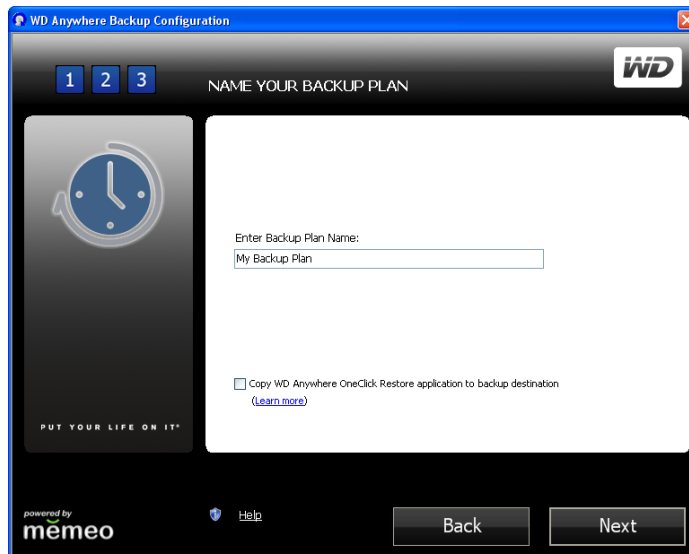 WD Anywhere Backup Configuration
1 2 3
NAME YOUR BACKUP PLAN
WD
Enter Backup Plan Name:
My Backup Plan
Copy WD Anywhere OneClick Restore application to backup destination
(Learn more)
PUT YOUR LIFE ON IT®
powered by
mĕmeo
Help
Back
Next